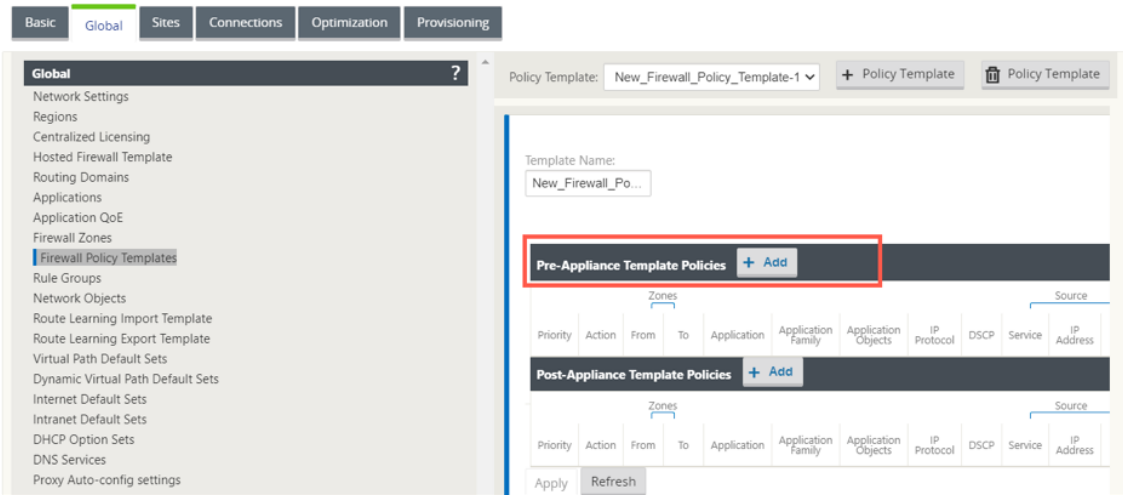 Basic Global Sites Connections Optimization Provisioning
Global ?
Network Settings
Regions
Centralized Licensing
Hosted Firewall Template
Routing Domains
Applications
Application QoE
Firewall Zones
Firewall Policy Templates
Rule Groups
Network Objects
Route Learning Import Template
Route Learning Export Template
Virtual Path Default Sets
Dynamic Virtual Path Default Sets
Internet Default Sets
Intranet Default Sets
DHCP Option Sets
DNS Services
Proxy Auto-config settings
Policy Template: New_Firewall_Policy_Template-1 + Policy Template Policy Template
Template Name:
New_Firewall_Po...
Pre-Appliance Template Policies + Add
Zones Source
Priority Action From To Application Application Family Application Objects IP Protocol DSCP Service IP Address
Post-Appliance Template Policies + Add
Zones Source
Priority Action From To Application Application Family Application Objects IP Protocol DSCP Service IP Address
Apply Refresh